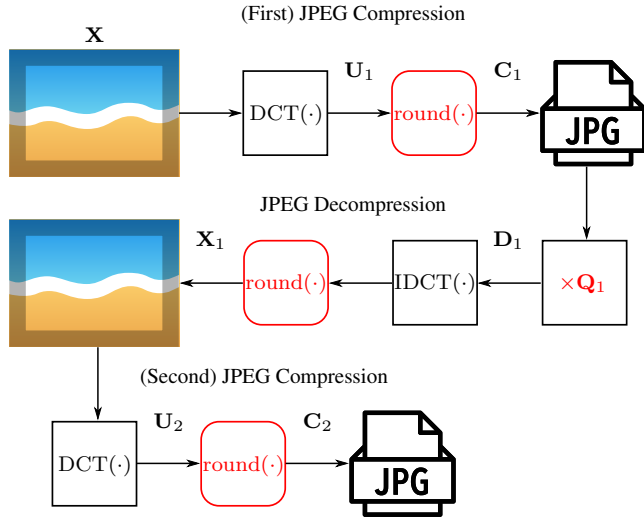 (First) JPEG Compression
X
U₁
C₁
DCT(·)
round(·)
JPG
JPEG Decompression
X₁
D₁
round(·)
IDCT(·)
×Q₁
(Second) JPEG Compression
U₂
C₂
DCT(·)
round(·)
JPG